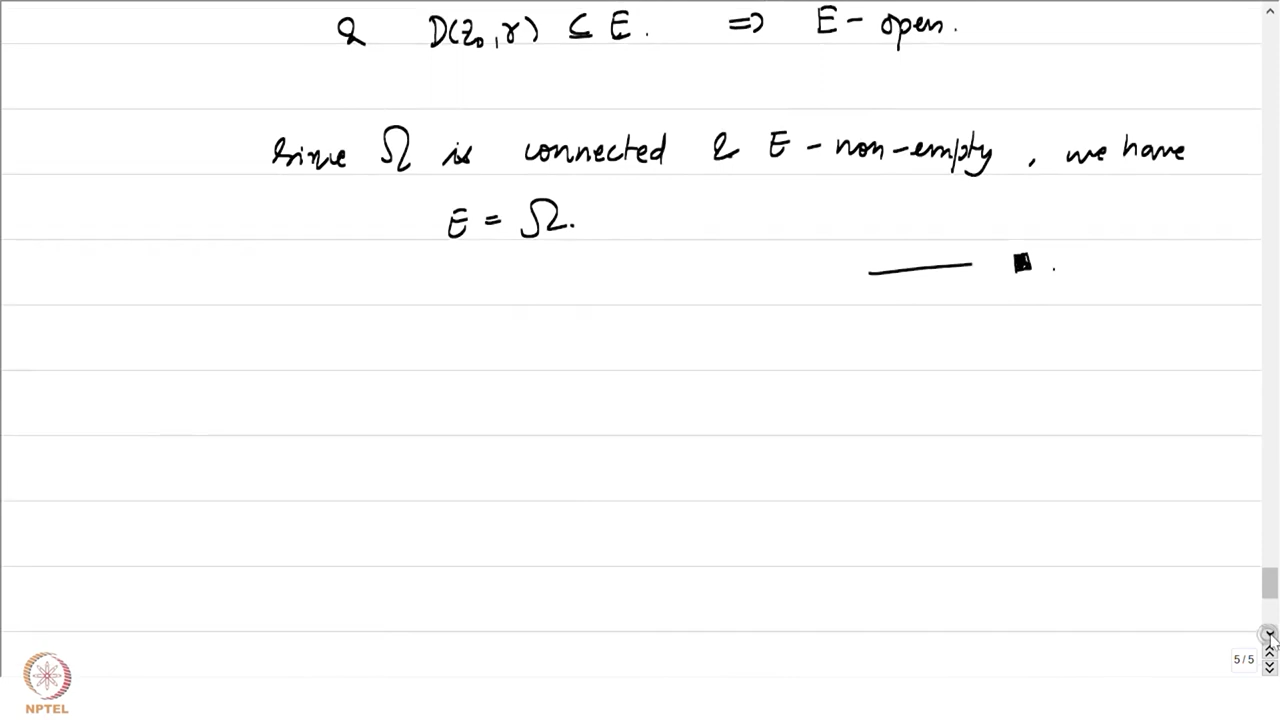 & D(z₀, r) ⊆ E. ⇒ E - open.
Since Ω is connected & E - non-empty, we have
E = Ω.
5 / 5
NPTEL